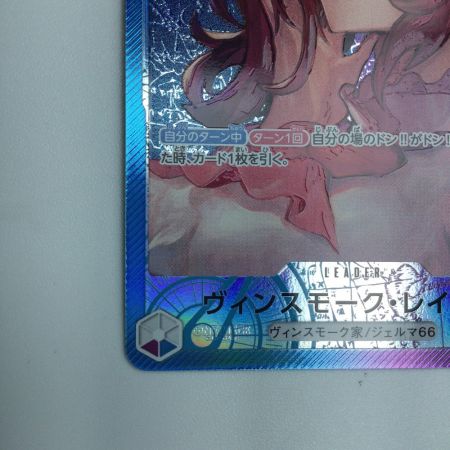 自分のターン中 ターン1回 自分の場のドン!!がドン!!
た時、カード1枚を引く。
LEADER
ヴィンスモーク・レイ
ヴィンスモーク家/ジェルマ66